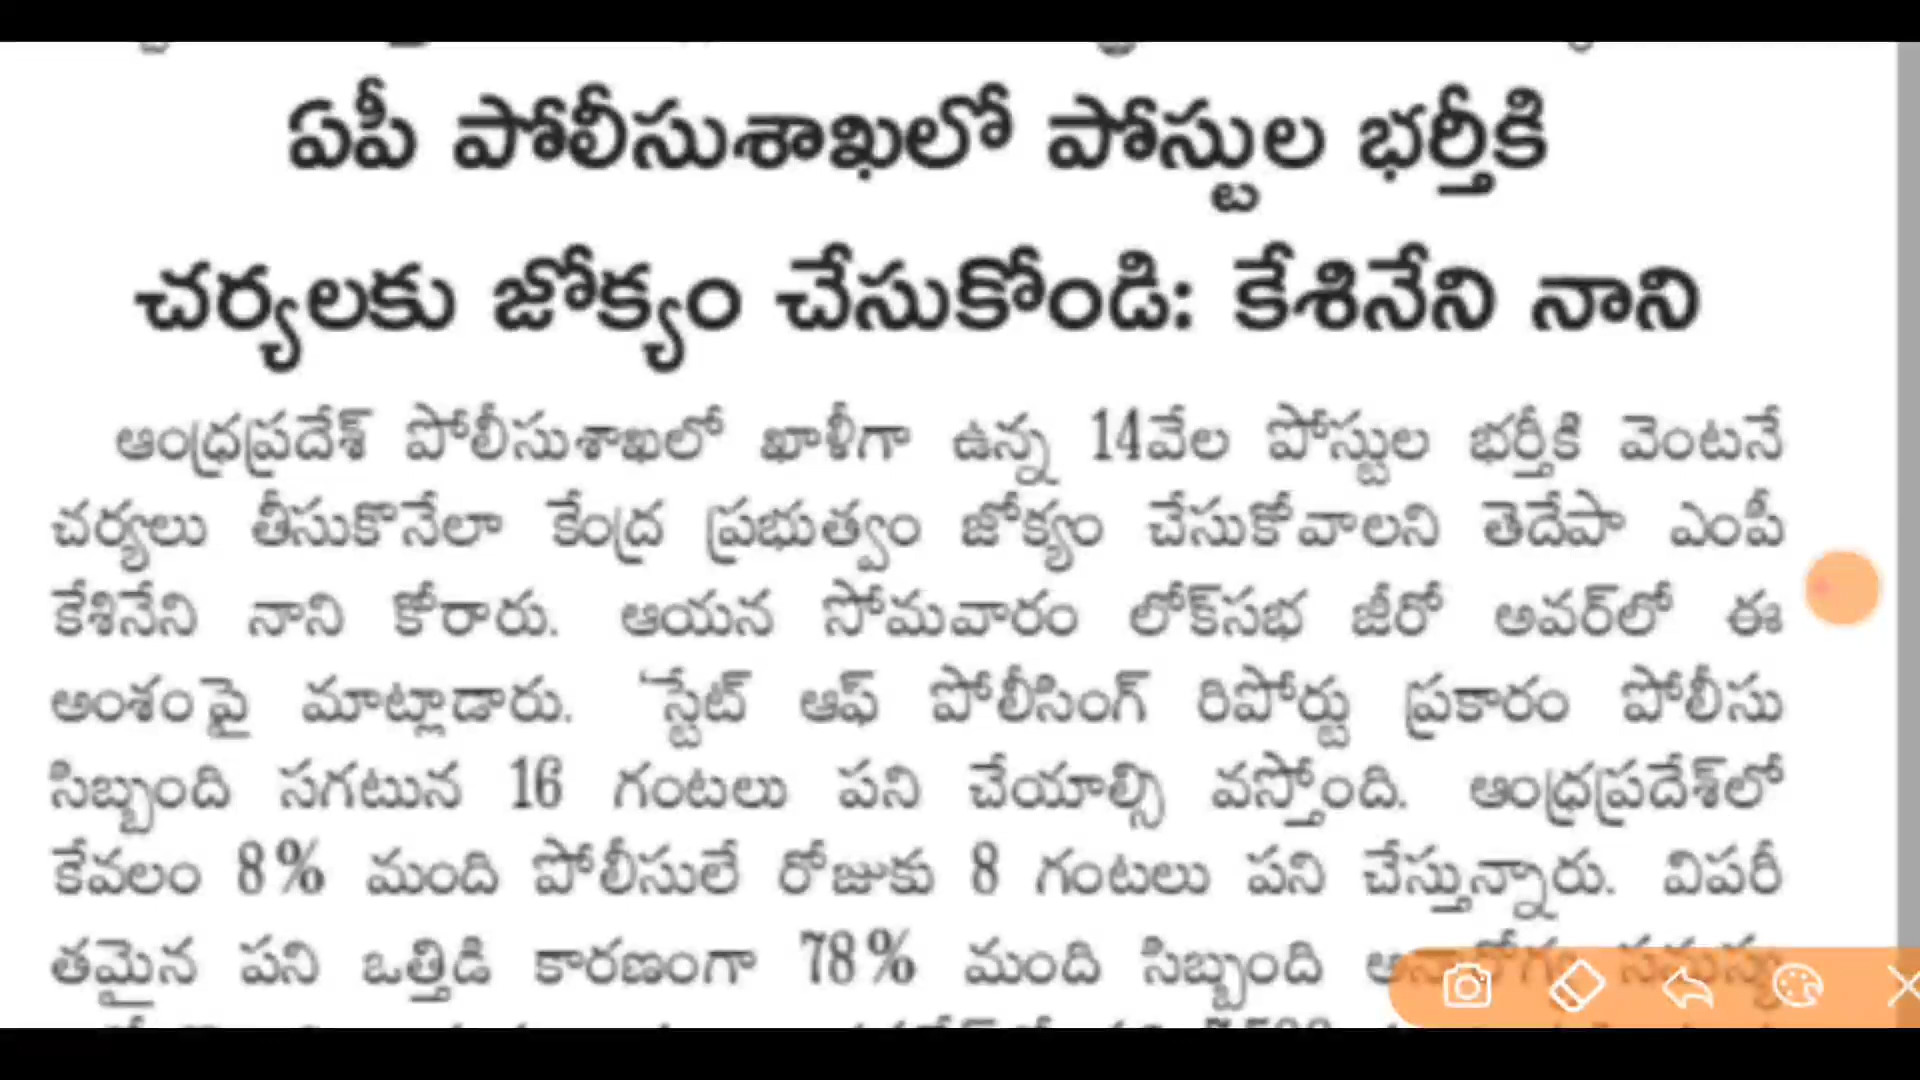 ఏపీ పోలీసుశాఖలో పోస్టుల భర్తీకి
చర్యలకు జోక్యం చేసుకోండి: కేశినేని నాని
ఆంధ్రప్రదేశ్ పోలీసుశాఖలో ఖాళీగా ఉన్న 14వేల పోస్టుల భర్తీకి వెంటనే
చర్యలు తీసుకొనేలా కేంద్ర ప్రభుత్వం జోక్యం చేసుకోవాలని తెదేపా ఎంపీ
కేశినేని నాని కోరారు. ఆయన సోమవారం లోక్‌సభ జీరో అవర్‌లో ఈ
అంశంపై మాట్లాడారు. ‘స్టేట్ ఆఫ్ పోలీసింగ్ రిపోర్టు ప్రకారం పోలీసు
సిబ్బంది సగటున 16 గంటలు పని చేయాల్సి వస్తోంది. ఆంధ్రప్రదేశ్‌లో
కేవలం 8% మంది పోలీసులే రోజుకు 8 గంటలు పని చేస్తున్నారు. విపరీ
తమైన పని ఒత్తిడి కారణంగా 78% మంది సిబ్బంది అనారోగ్య సమస్య